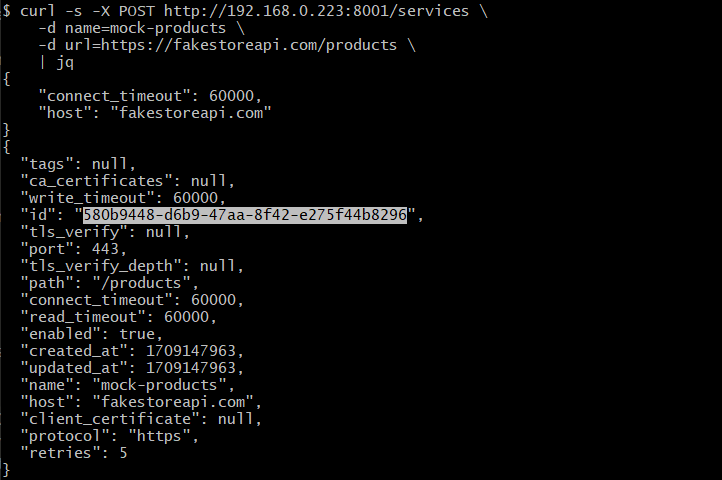 $ curl -s -X POST http://192.168.0.223:8001/services \
    -d name=mock-products \
    -d url=https://fakestoreapi.com/products \
    | jq
{
    "connect_timeout": 60000,
    "host": "fakestoreapi.com"
}
{
  "tags": null,
  "ca_certificates": null,
  "write_timeout": 60000,
  "id": "580b9448-d6b9-47aa-8f42-e275f44b8296",
  "tls_verify": null,
  "port": 443,
  "tls_verify_depth": null,
  "path": "/products",
  "connect_timeout": 60000,
  "read_timeout": 60000,
  "enabled": true,
  "created_at": 1709147963,
  "updated_at": 1709147963,
  "name": "mock-products",
  "host": "fakestoreapi.com",
  "client_certificate": null,
  "protocol": "https",
  "retries": 5
}